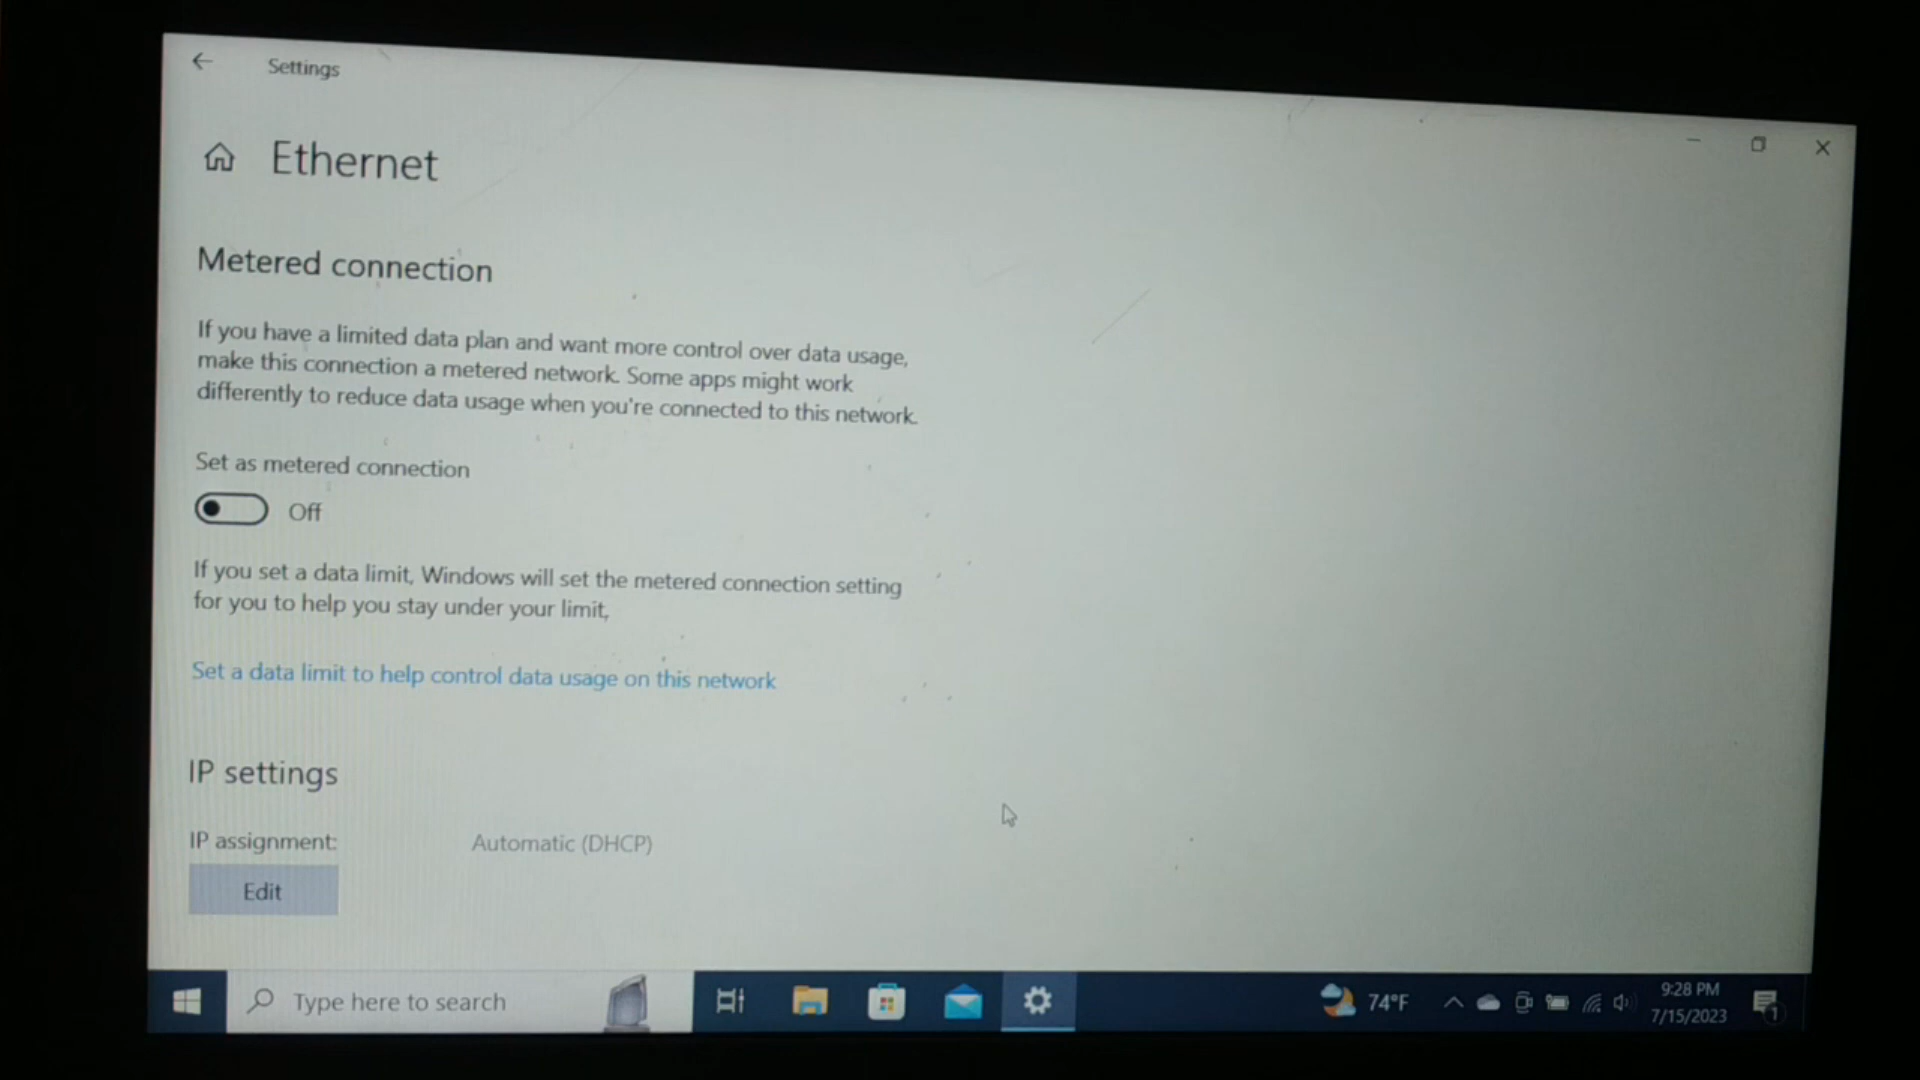 Settings
Ethernet
Metered connection
If you have a limited data plan and want more control over data usage,
make this connection a metered network. Some apps might work
differently to reduce data usage when you're connected to this network.
Set as metered connection
Off
If you set a data limit, Windows will set the metered connection setting
for you to help you stay under your limit,
Set a data limit to help control data usage on this network
IP settings
IP assignment: Automatic (DHCP)
Edit
Type here to search
74°F
9:28 PM
7/15/2023
1